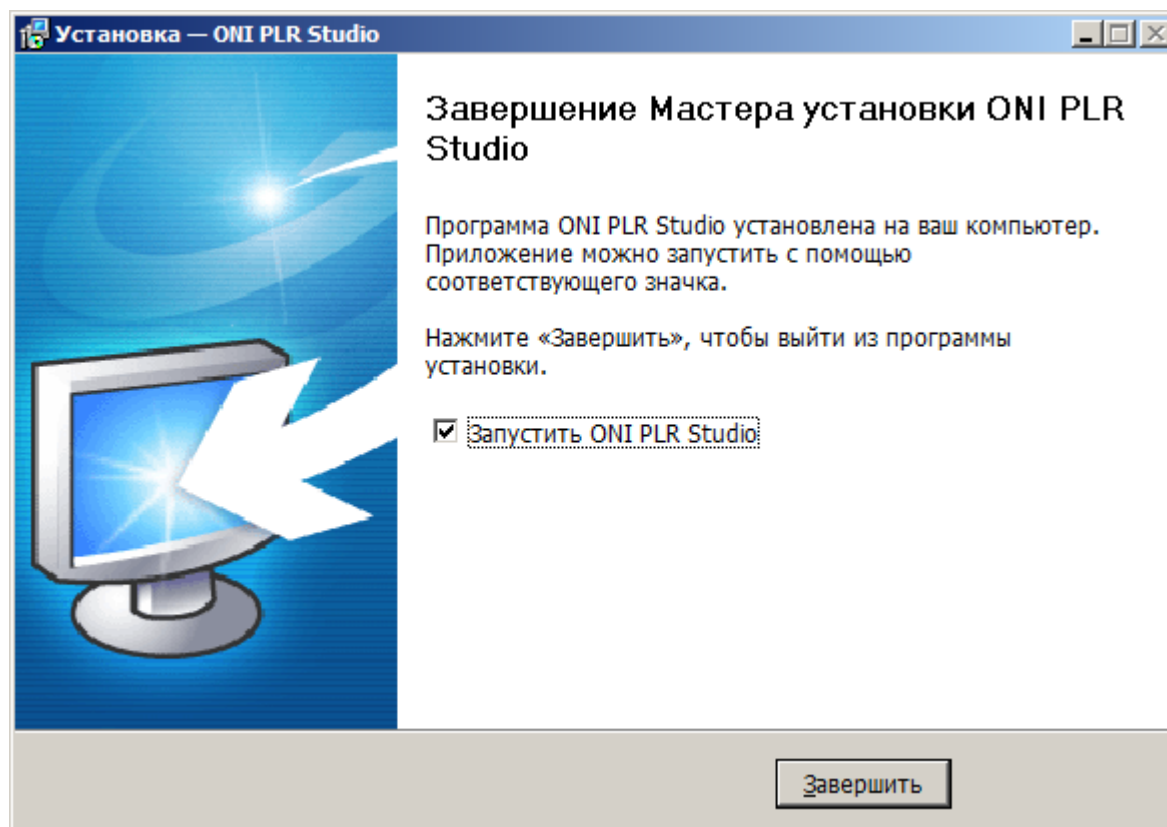 Установка — ONI PLR Studio
Завершение Мастера установки ONI PLR
Studio
Программа ONI PLR Studio установлена на ваш компьютер.
Приложение можно запустить с помощью
соответствующего значка.
Нажмите «Завершить», чтобы выйти из программы
установки.
Запустить ONI PLR Studio
Завершить